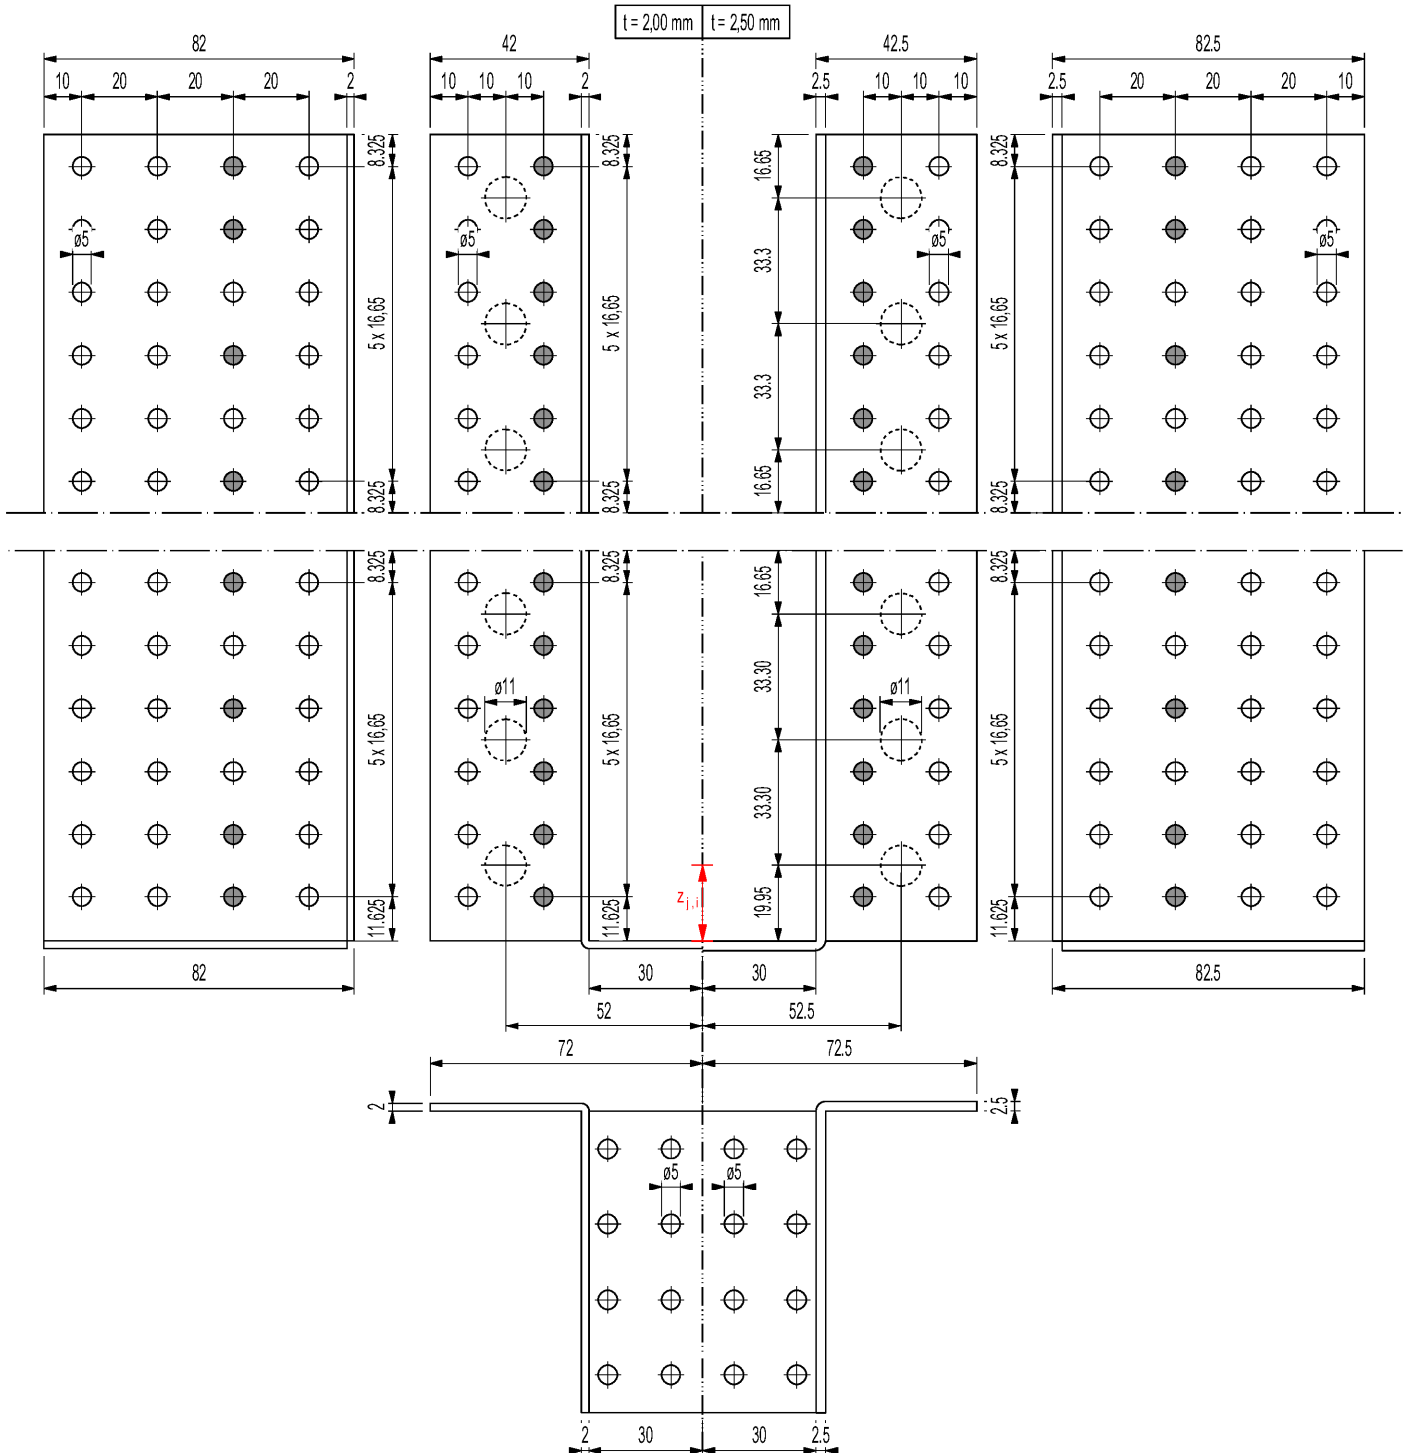 t = 2,00 mm t = 2,50 mm
82 42 42.5 82.5
10 20 20 20 2 10 10 10 2 2.5 10 10 10 2.5 20 20 20 10
8.325 8.325 16.65 8.325
ø5 ø5 ø5 ø5
33.3
5 x 16,65 5 x 16,65 5 x 16,65
33.3
8.325 8.325 16.65 8.325
8.325 8.325 16.65 8.325
33.30
ø11 ø11
5 x 16,65 5 x 16,65 5 x 16,65
33.30
z j,i
11.625 11.625 19.95 11.625
82 30 30 82.5
52 52.5
72 72.5
2 2.5
ø5 ø5
2 30 30 2.5